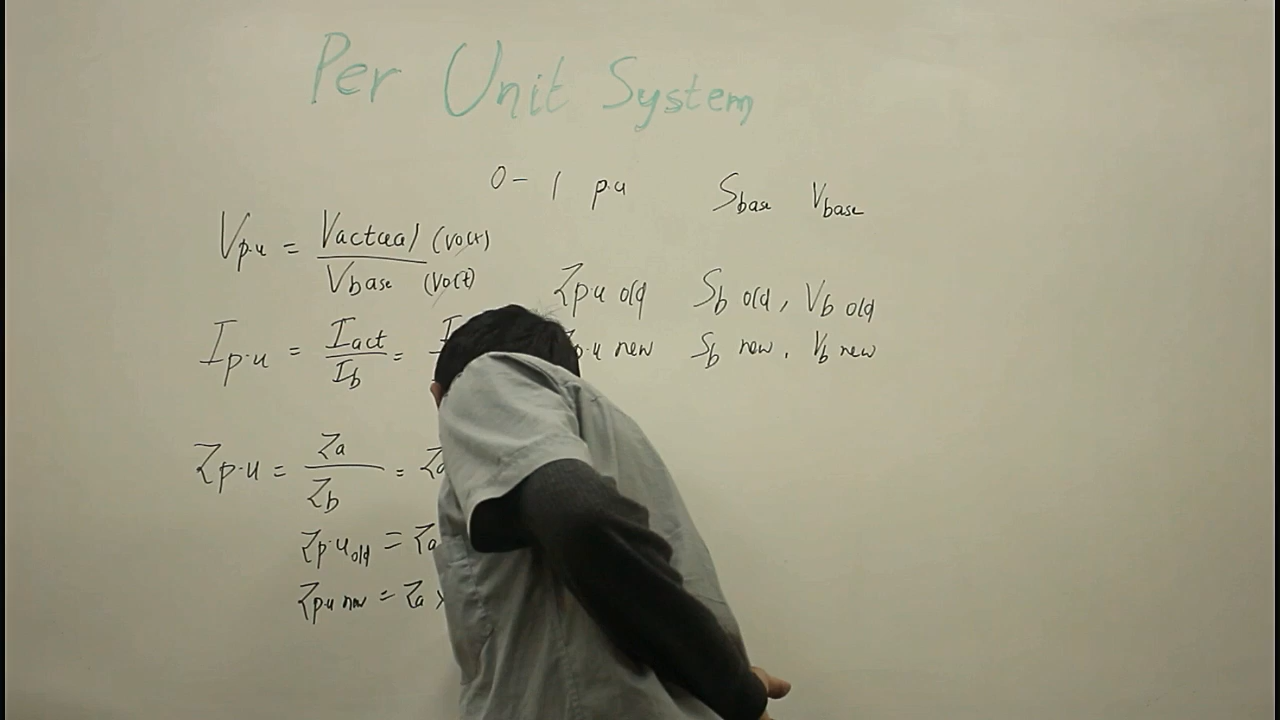 Per Unit System
0 - 1 p.u Sbase Vbase
Vp.u = Vactual (volt)
Vbase (volt)
Zp.u old Sb old, Vb old
Ip.u = Iact =
Ib
p.u new Sb new, Vb new
Zp.u = Za = Za
Zb
Zp.u old = Za
Zp.u new = Za ×